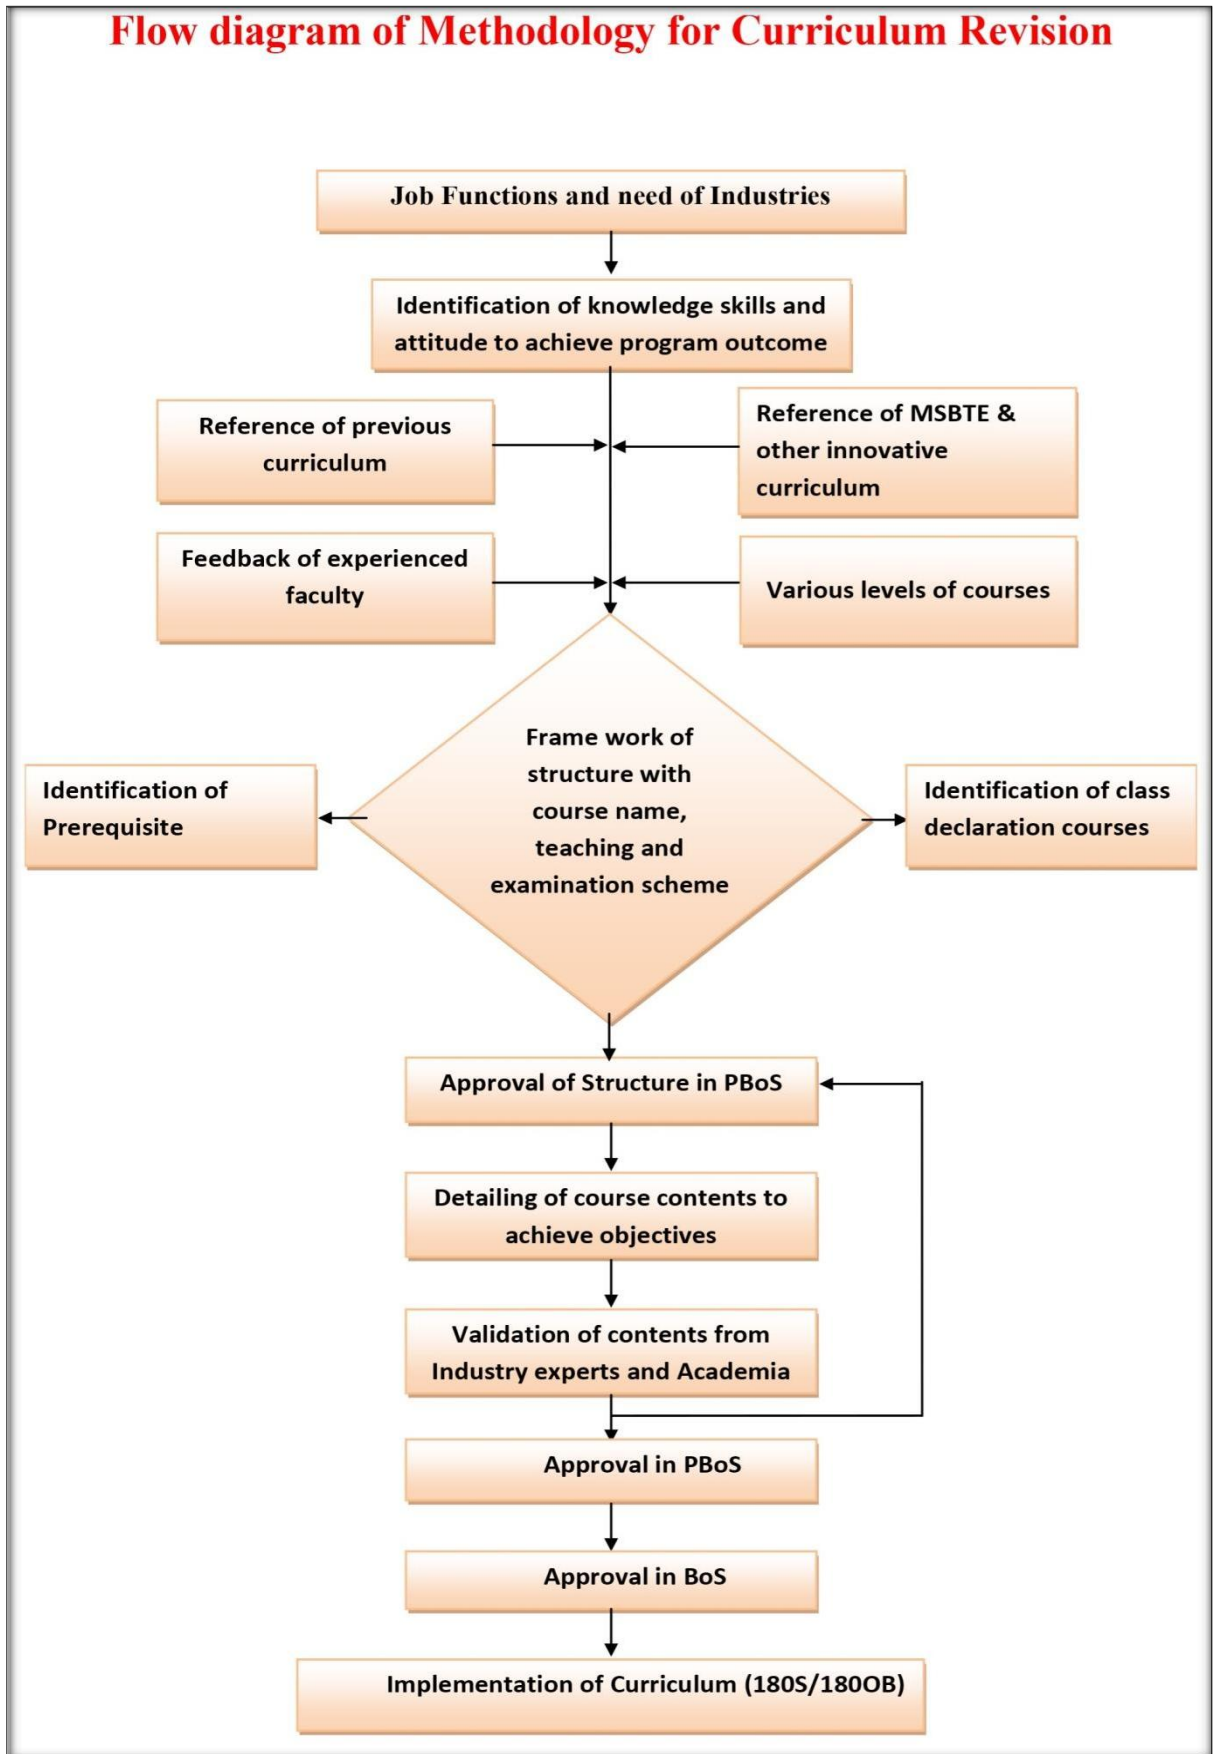 Flow diagram of Methodology for Curriculum Revision
Job Functions and need of Industries
Identification of knowledge skills and
attitude to achieve program outcome
Reference of previous
curriculum
Reference of MSBTE &
other innovative
curriculum
Feedback of experienced
faculty
Various levels of courses
Frame work of
structure with
course name,
teaching and
examination scheme
Identification of
Prerequisite
Identification of class
declaration courses
Approval of Structure in PBoS
Detailing of course contents to
achieve objectives
Validation of contents from
Industry experts and Academia
Approval in PBoS
Approval in BoS
Implementation of Curriculum (180S/180OB)